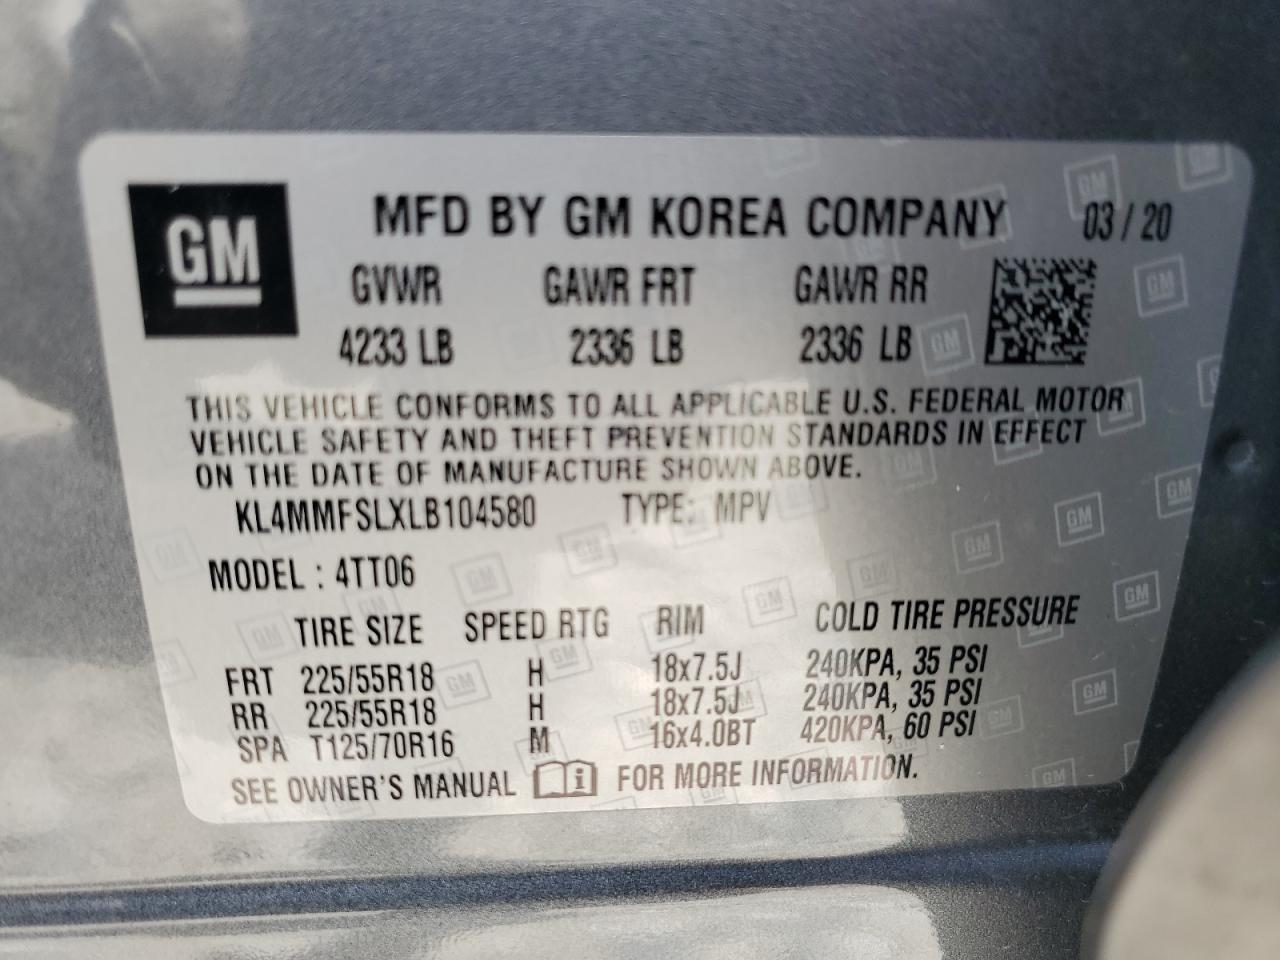 GM
MFD BY GM KOREA COMPANY 03/20
GVWR GAWR FRT GAWR RR
4233 LB 2336 LB 2336 LB
THIS VEHICLE CONFORMS TO ALL APPLICABLE U.S. FEDERAL MOTOR
VEHICLE SAFETY AND THEFT PREVENTION STANDARDS IN EFFECT
ON THE DATE OF MANUFACTURE SHOWN ABOVE.
KL4MMFSLXLB104580 TYPE: MPV
MODEL : 4TT06
TIRE SIZE SPEED RTG RIM COLD TIRE PRESSURE
FRT 225/55R18 H 18x7.5J 240KPA, 35 PSI
RR 225/55R18 H 18x7.5J 240KPA, 35 PSI
SPA T125/70R16 M 16x4.0BT 420KPA, 60 PSI
SEE OWNER'S MANUAL i FOR MORE INFORMATION.